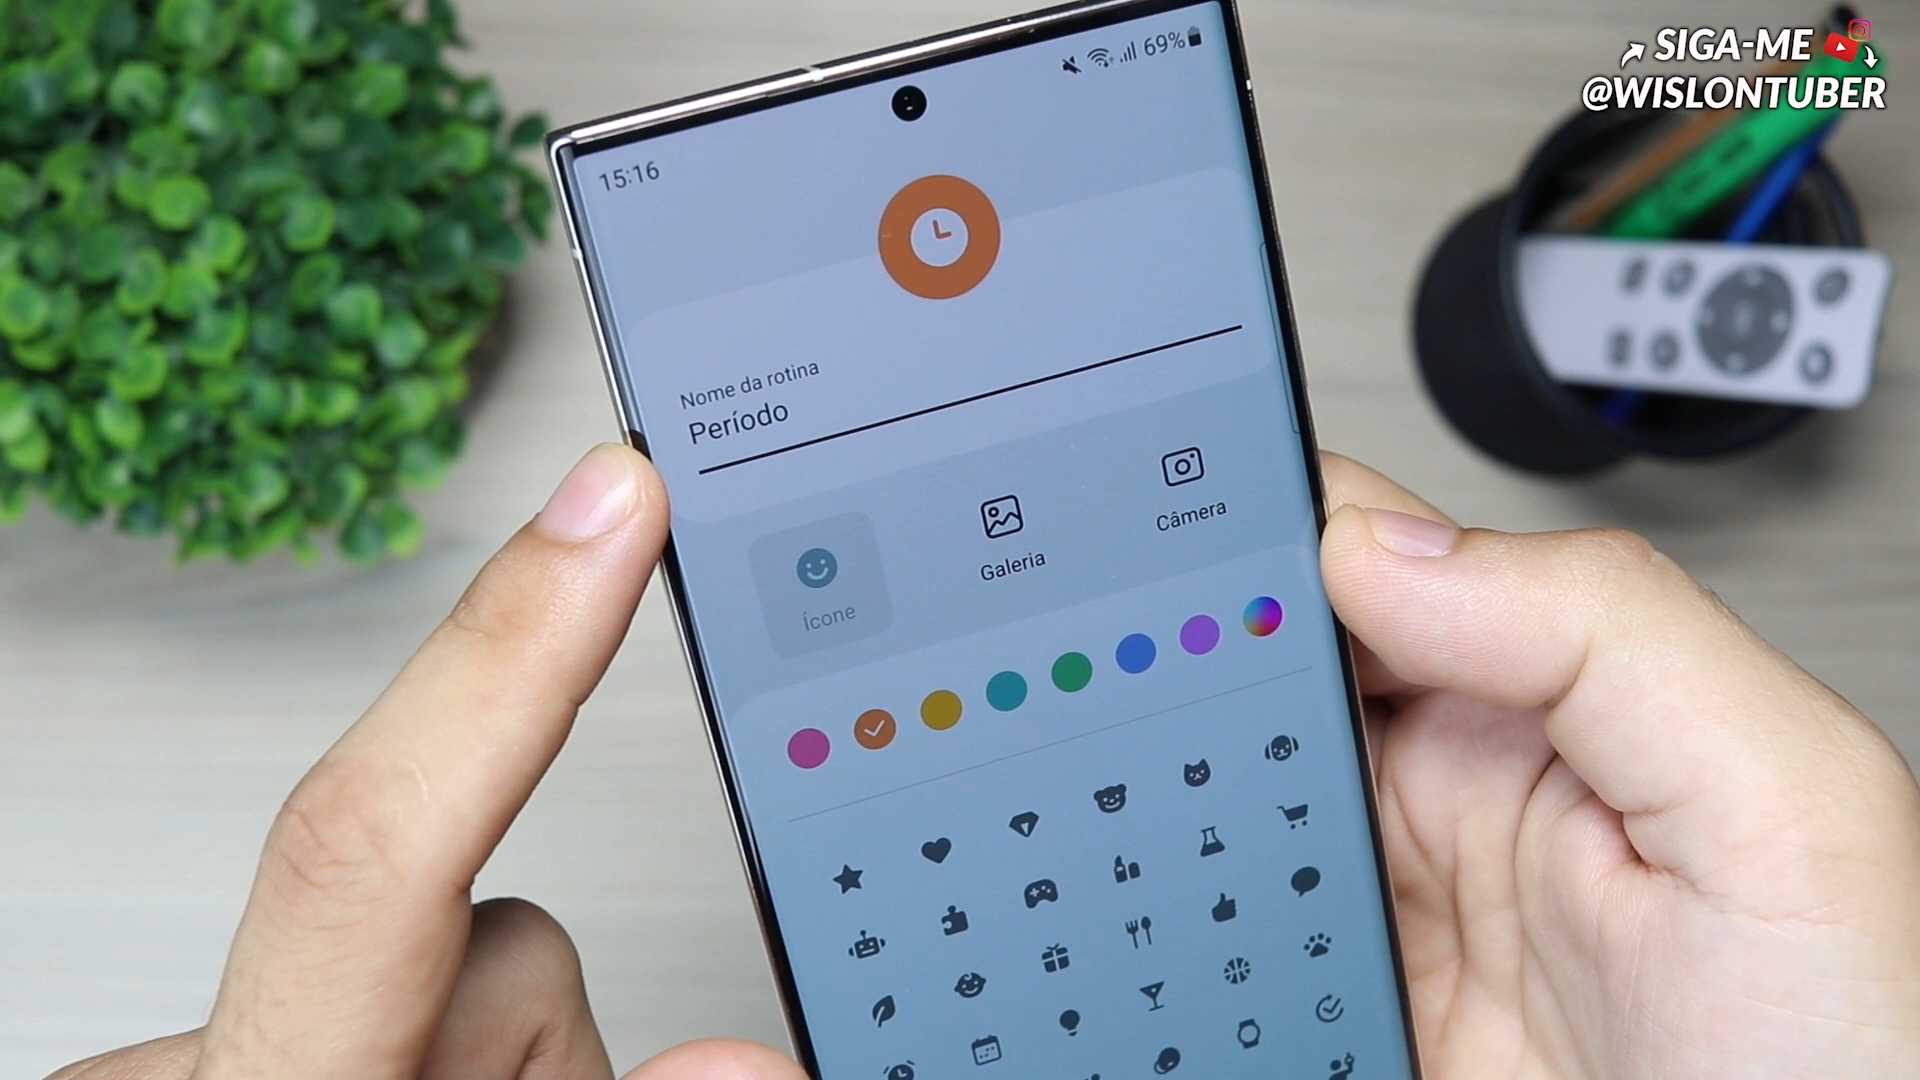 SIGA-ME
@WISLONTUBER
15:16
69%
Nome da rotina
Período
Ícone
Galeria
Câmera